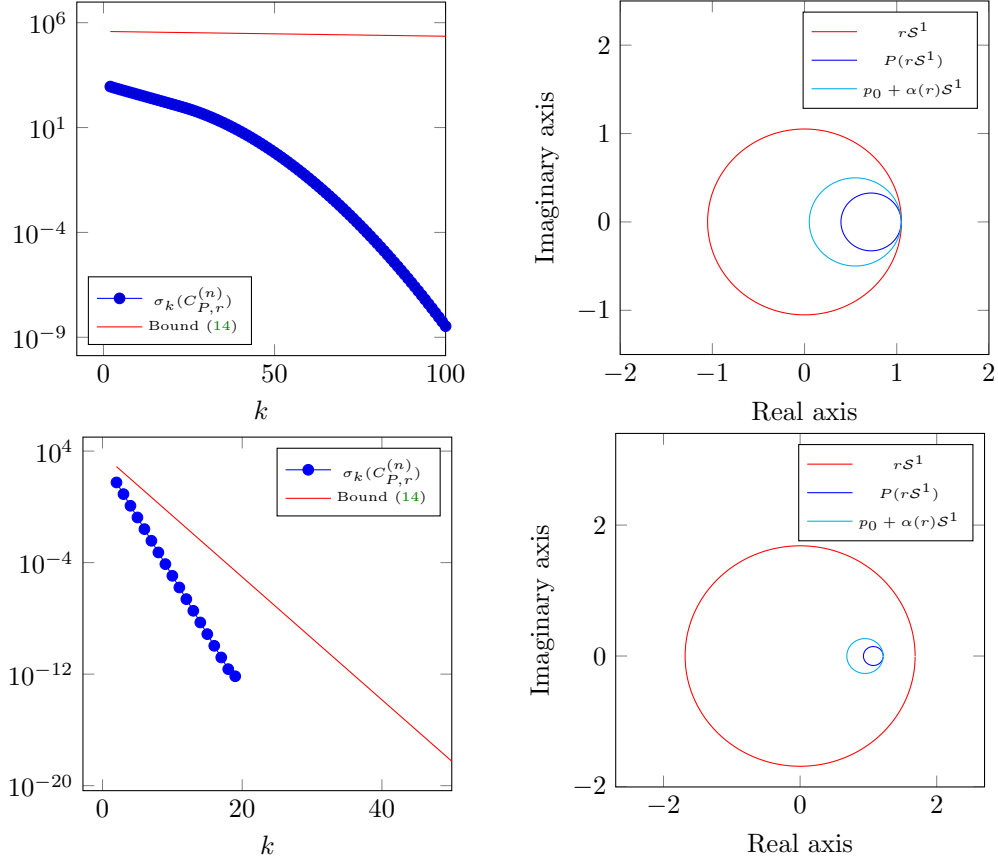 10^6
10^1
10^−4
10^−9
0
50
100
k
σ_k(C_{P,r}^{(n)})
Bound (14)
2
1
0
−1
−2
−1
0
1
2
Imaginary axis
Real axis
rS^1
P(rS^1)
p_0 + α(r)S^1
10^4
10^−4
10^−12
10^−20
0
20
40
k
σ_k(C_{P,r}^{(n)})
Bound (14)
2
0
−2
−2
0
2
Imaginary axis
Real axis
rS^1
P(rS^1)
p_0 + α(r)S^1